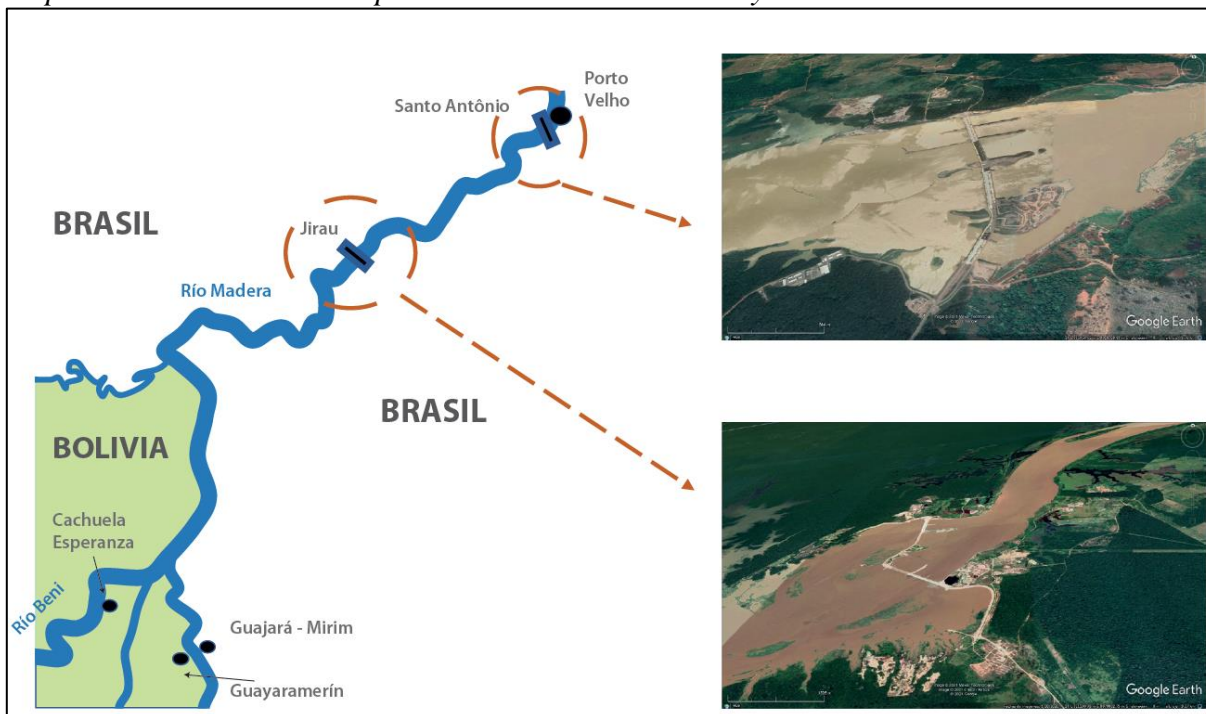 Porto
Velho
Santo Antônio
BRASIL
Jirau
Río Madera
BRASIL
BOLIVIA
Cachuela
Esperanza
Río Beni
Guajará - Mirim
Guayaramerín
Google Earth
Google Earth